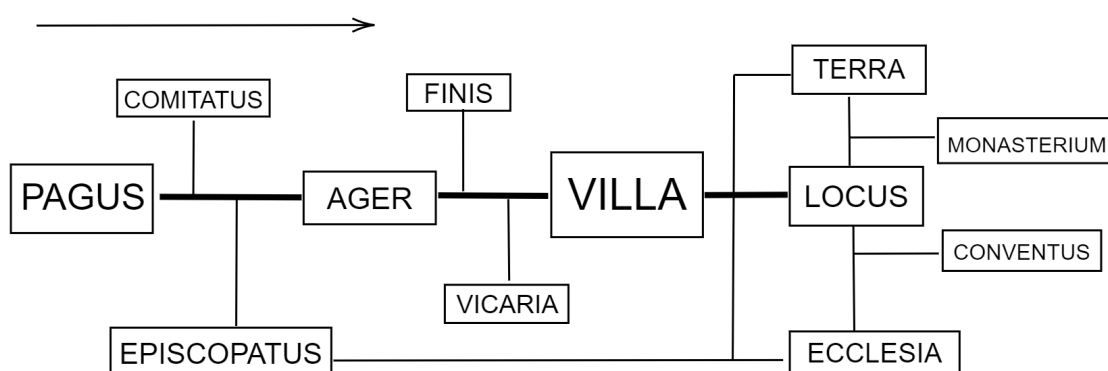 TERRA
COMITATUS
FINIS
MONASTERIUM
PAGUS
AGER
VILLA
LOCUS
CONVENTUS
VICARIA
EPISCOPATUS
ECCLESIA